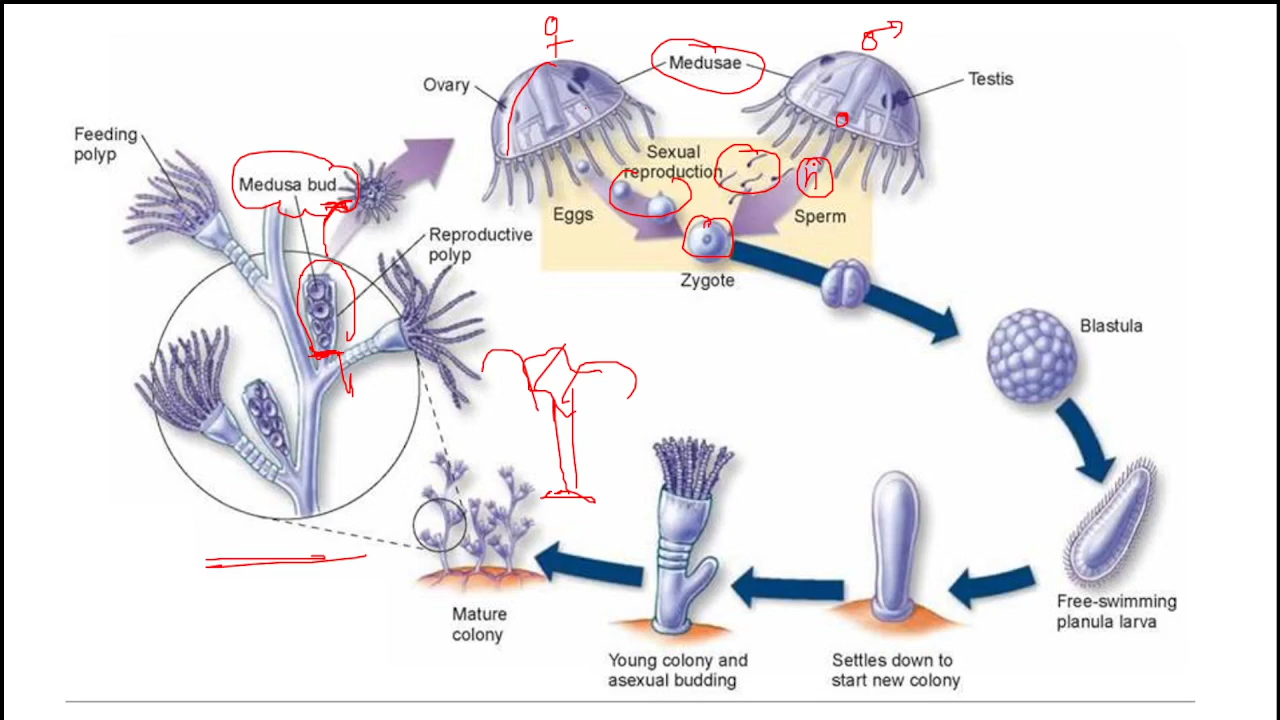 ♀
Medusae
Ovary
Testis
Feeding
polyp
Medusa bud
Sexual
reproduction
Reproductive
polyp
Eggs
Sperm
Zygote
Blastula
Free-swimming
planula larva
Mature
colony
Young colony and
asexual budding
Settles down to
start new colony